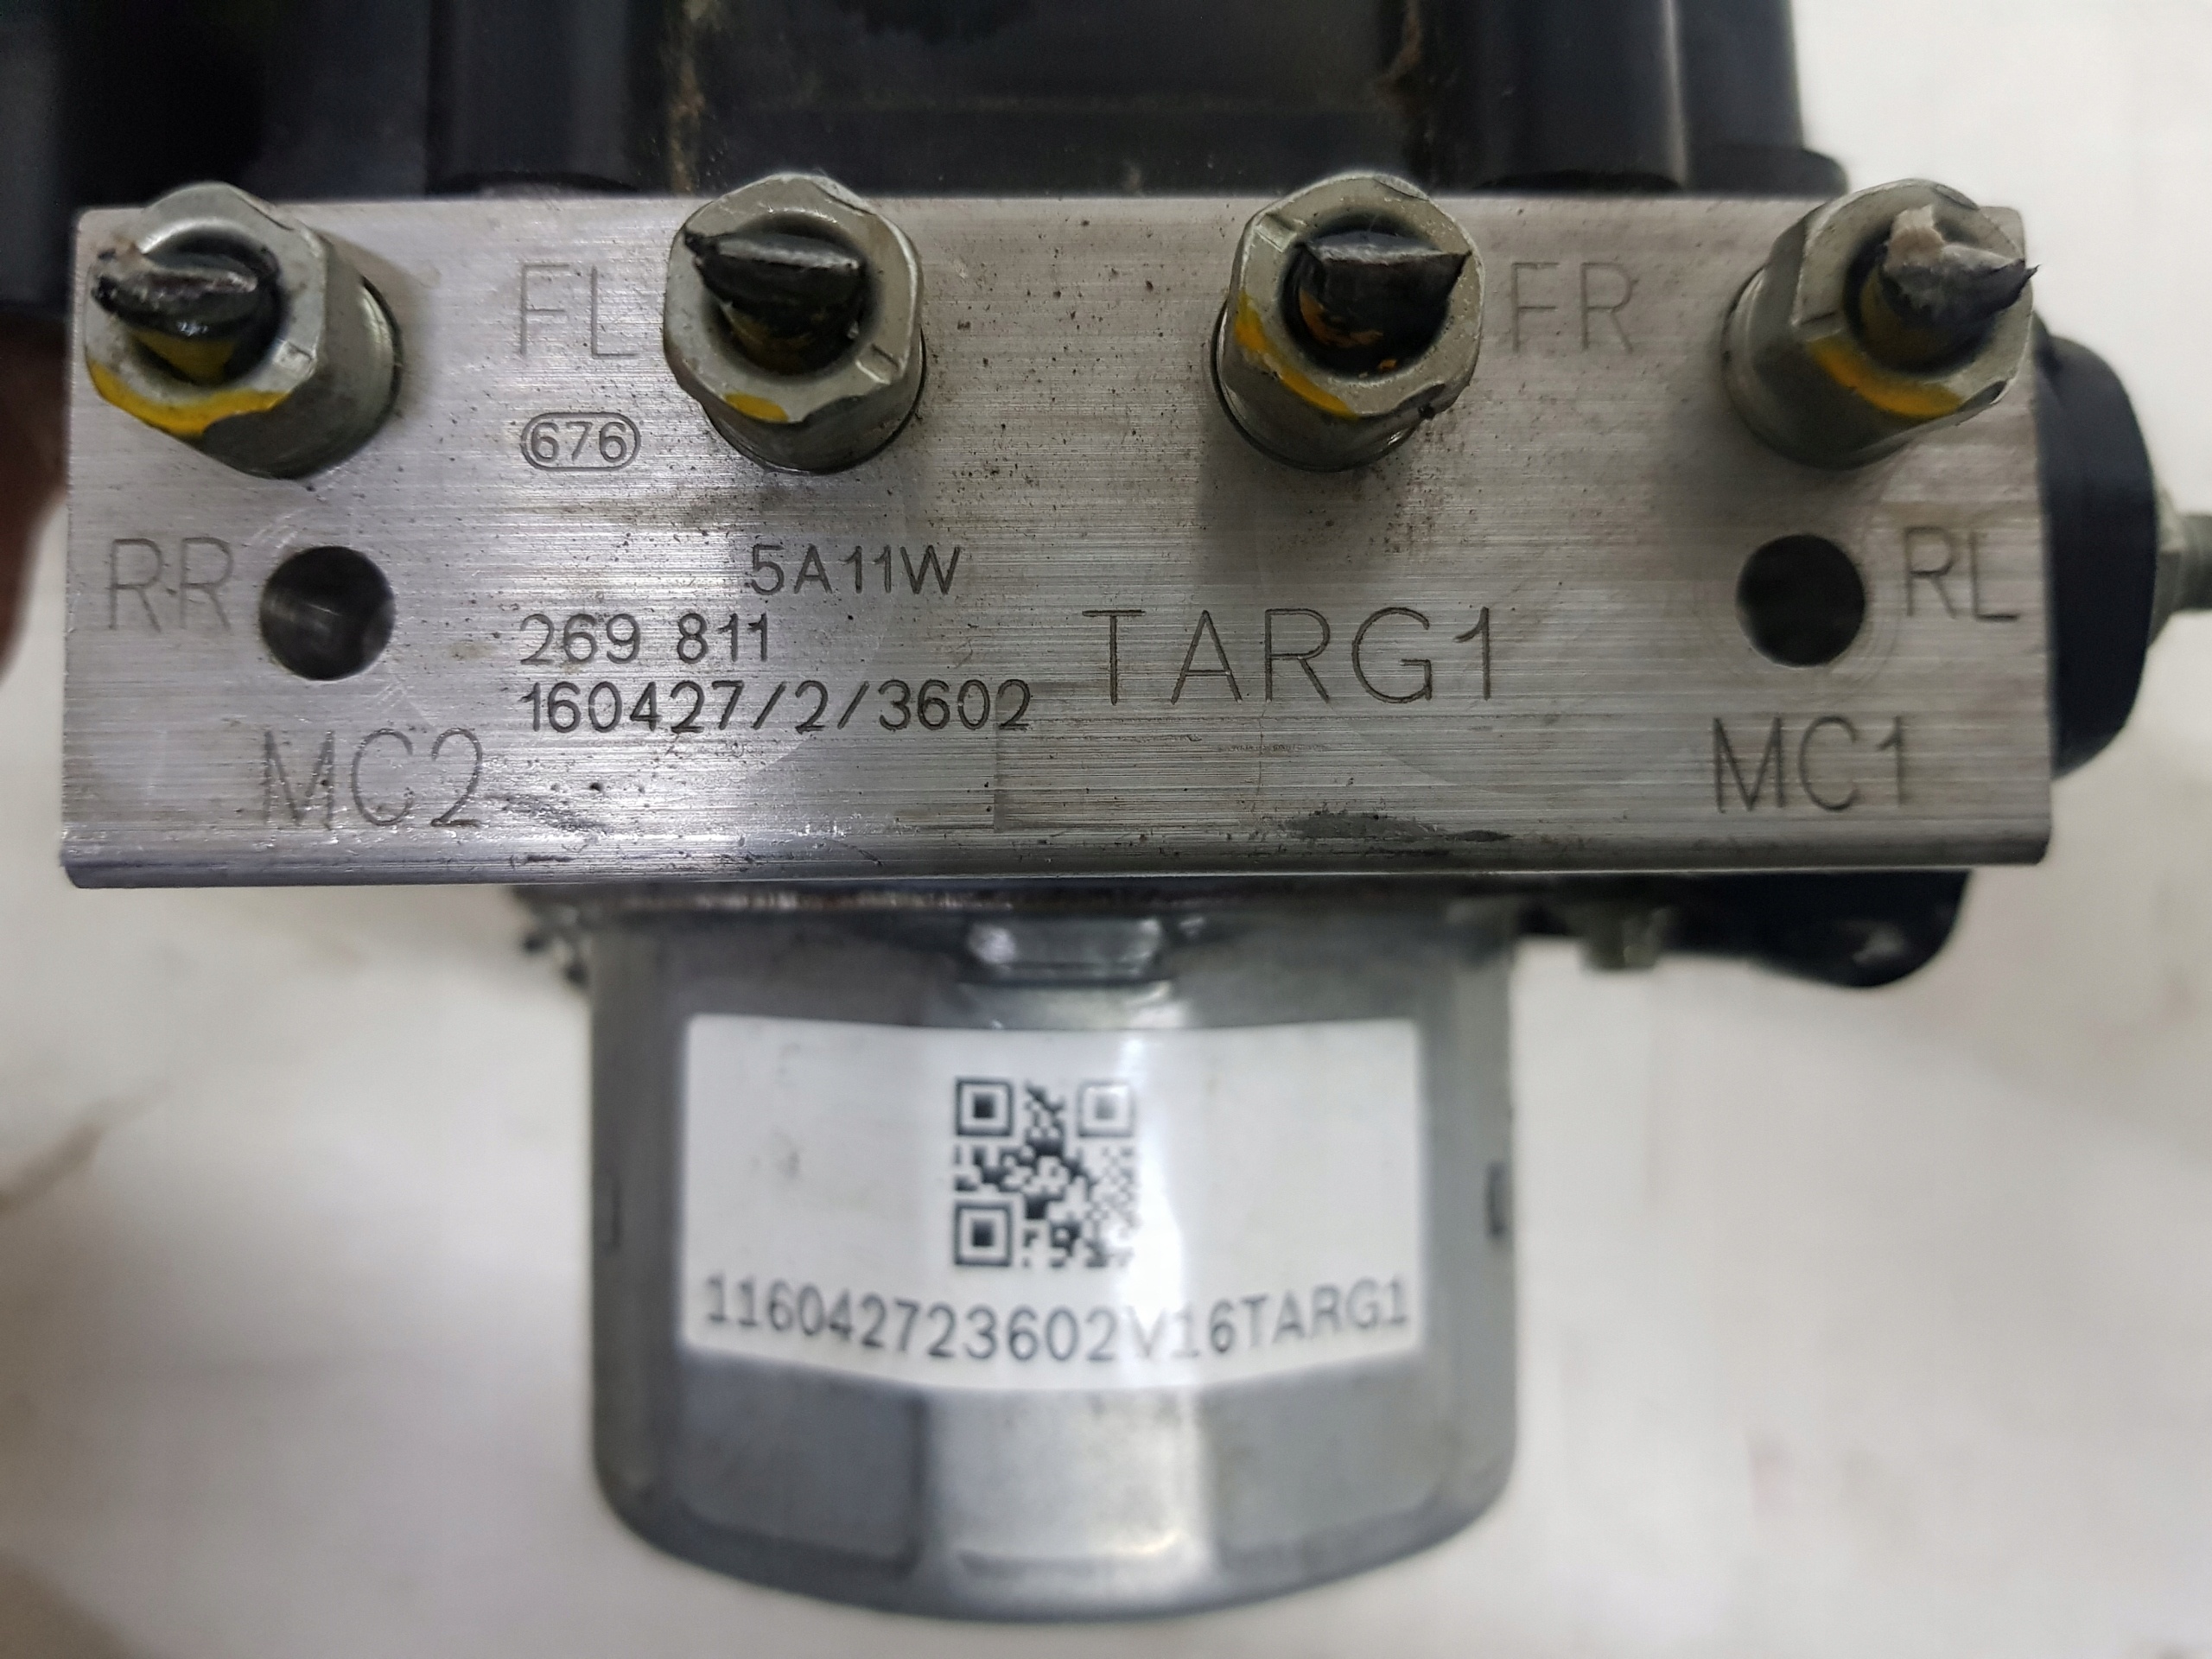 FL
FR
676
RR
5A11W
RL
269 811
TARG1
160427/2/3602
MC2
MC1
116042723602V16TARG1